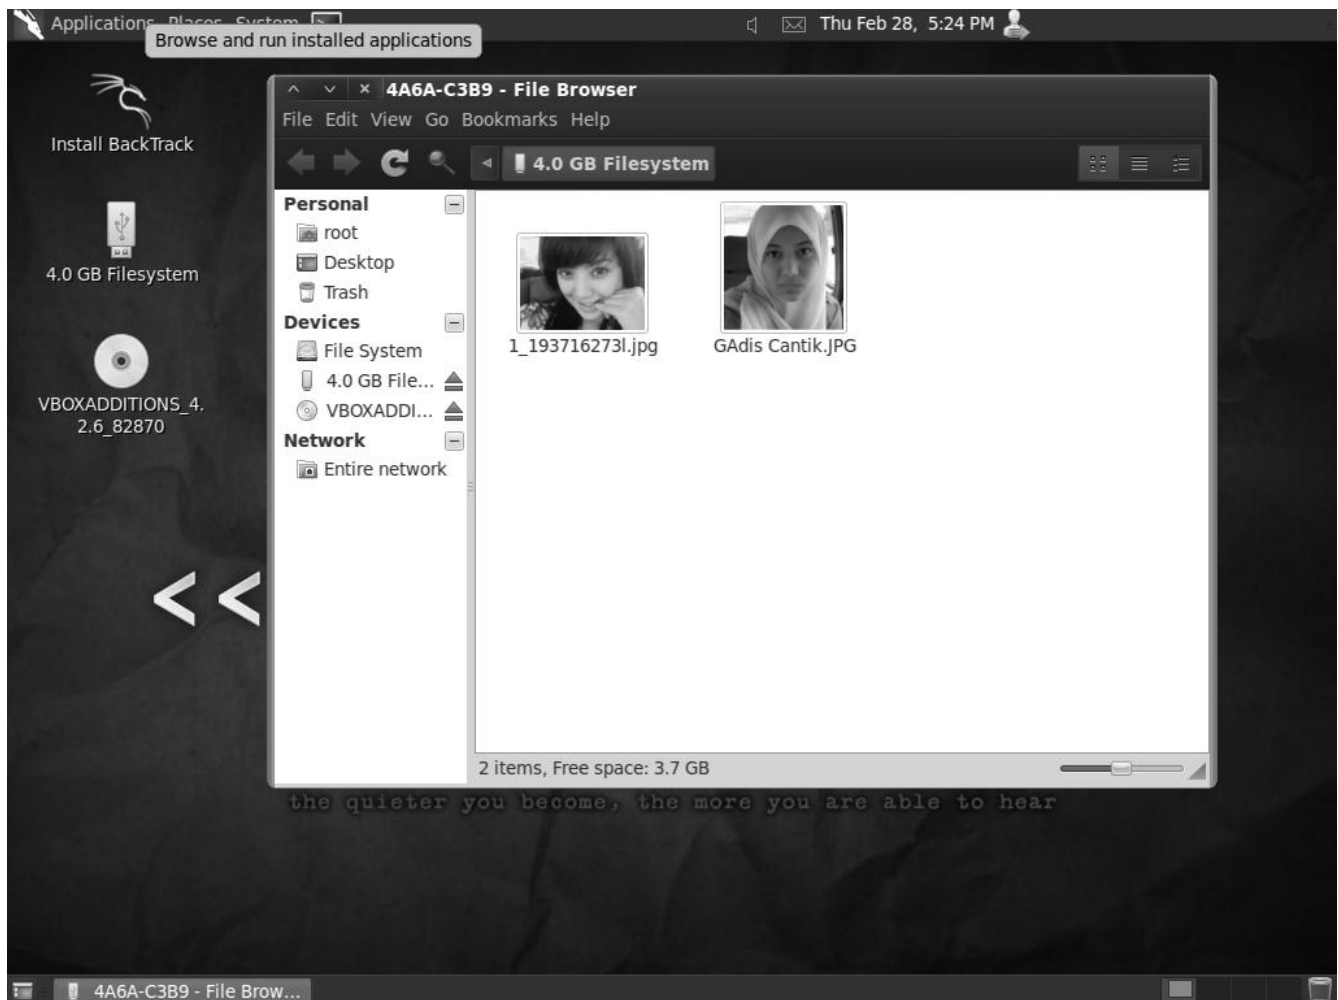 Applications Places System
Thu Feb 28, 5:24 PM
Browse and run installed applications
Install BackTrack
4.0 GB Filesystem
VBOXADDITIONS_4.
2.6_82870
4A6A-C3B9 - File Browser
File Edit View Go Bookmarks Help
4.0 GB Filesystem
Personal
root
Desktop
Trash
Devices
File System
4.0 GB File...
VBOXADDI...
Network
Entire network
1_193716273l.jpg
GAdis Cantik.JPG
2 items, Free space: 3.7 GB
<<
the quieter you become, the more you are able to hear
4A6A-C3B9 - File Brow...